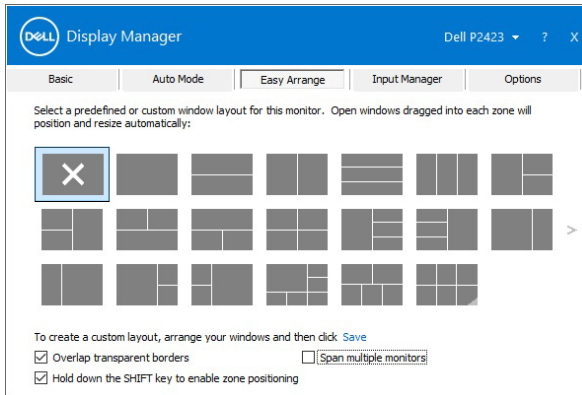 DELL Display Manager Dell P2423 ? X
Basic Auto Mode Easy Arrange Input Manager Options
Select a predefined or custom window layout for this monitor. Open windows dragged into each zone will
position and resize automatically:
>
To create a custom layout, arrange your windows and then click Save
Overlap transparent borders Span multiple monitors
Hold down the SHIFT key to enable zone positioning